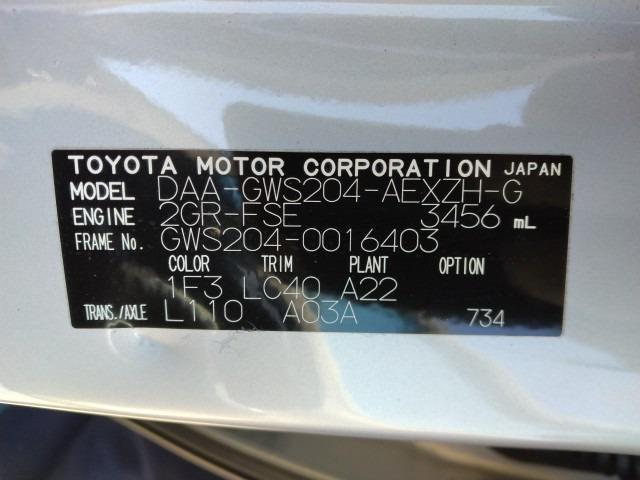 TOYOTA MOTOR CORPORATION JAPAN
MODEL DAA-GWS204-AEXZH-G
ENGINE 2GR-FSE 3456 mL
FRAME No. GWS204-0016403
COLOR TRIM PLANT OPTION
1F3 LC40 A22
TRANS./AXLE L110 A03A 734